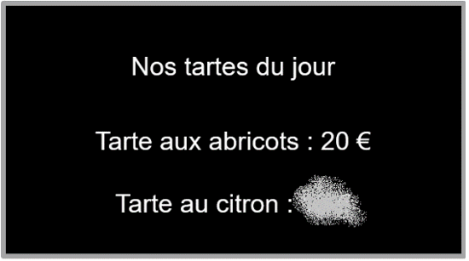 Nos tartes du jour
Tarte aux abricots : 20 €
Tarte au citron :